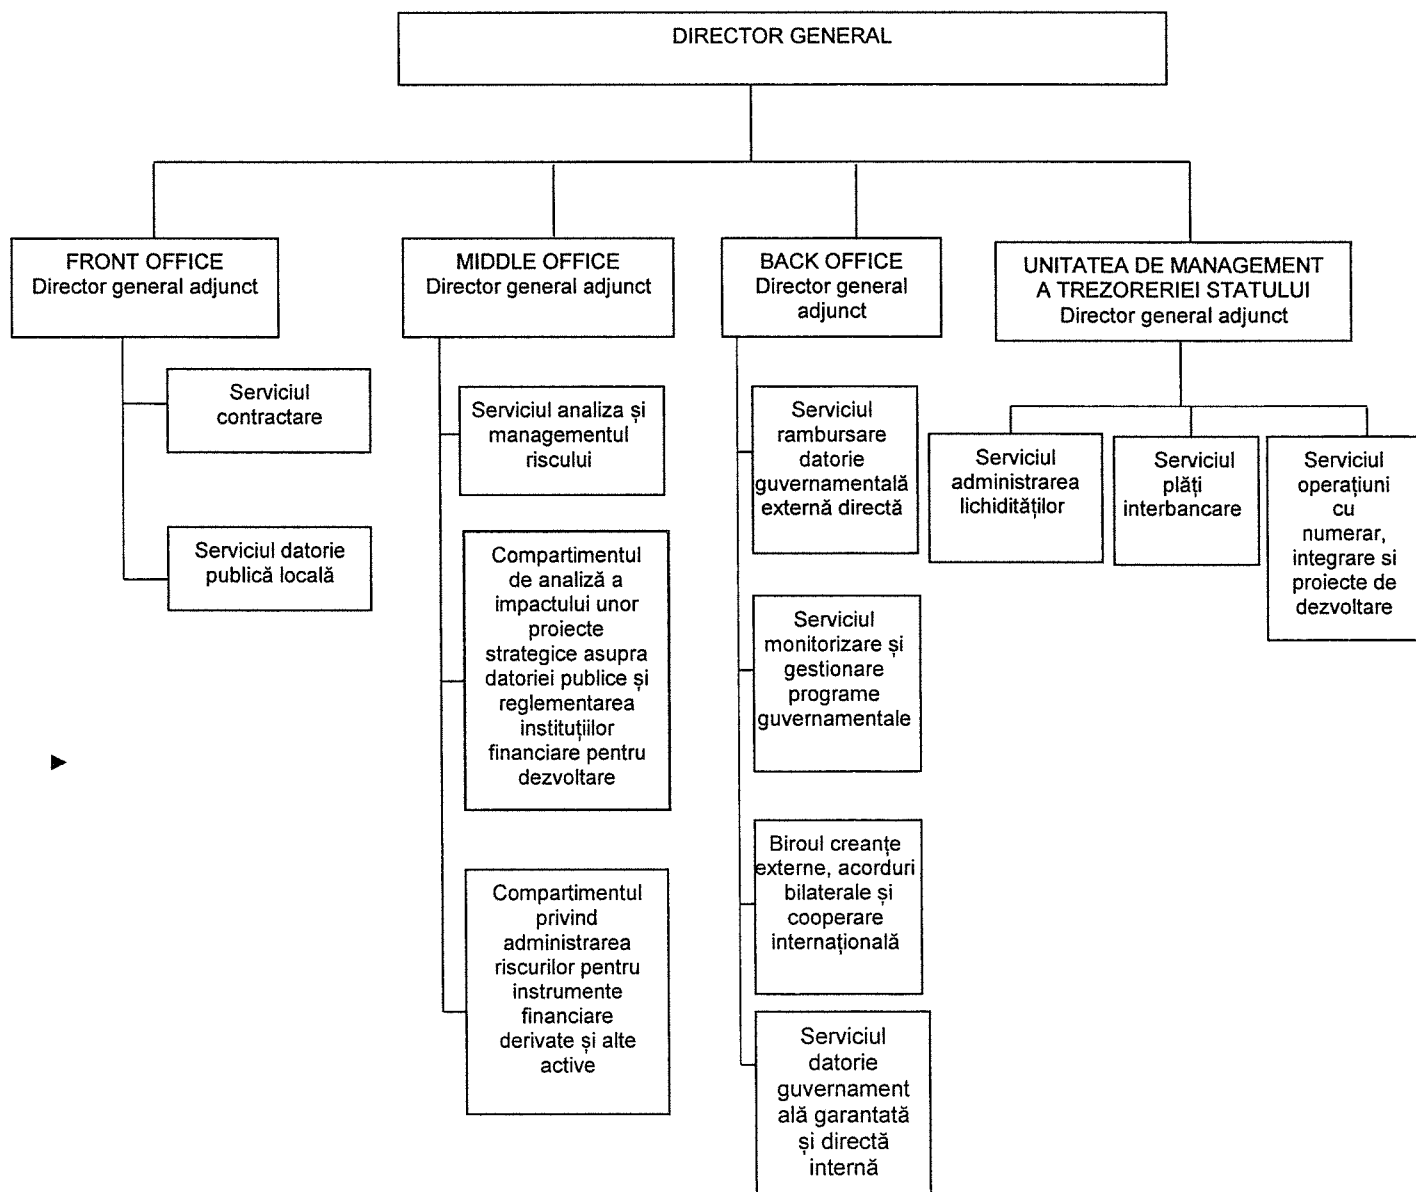 DIRECTOR GENERAL
FRONT OFFICE
Director general adjunct
MIDDLE OFFICE
Director general adjunct
BACK OFFICE
Director general
adjunct
UNITATEA DE MANAGEMENT
A TREZORERIEI STATULUI
Director general adjunct
Serviciul
contractare
Serviciul datorie
publică locală
Serviciul analiza și
managementul
riscului
Compartimentul
de analiză a
impactului unor
proiecte
strategice asupra
datoriei publice și
reglementarea
instituțiilor
financiare pentru
dezvoltare
Compartimentul
privind
administrarea
riscurilor pentru
instrumente
financiare
derivate și alte
active
Serviciul
rambursare
datorie
guvernamentală
externă directă
Serviciul
monitorizare și
gestionare
programe
guvernamentale
Biroul creanțe
externe, acorduri
bilaterale și
cooperare
internațională
Serviciul
datorie
guvernament
ală garantată
și directă
internă
Serviciul
administrarea
lichidităților
Serviciul
plăți
interbancare
Serviciul
operațiuni
cu
numerar,
integrare si
proiecte de
dezvoltare